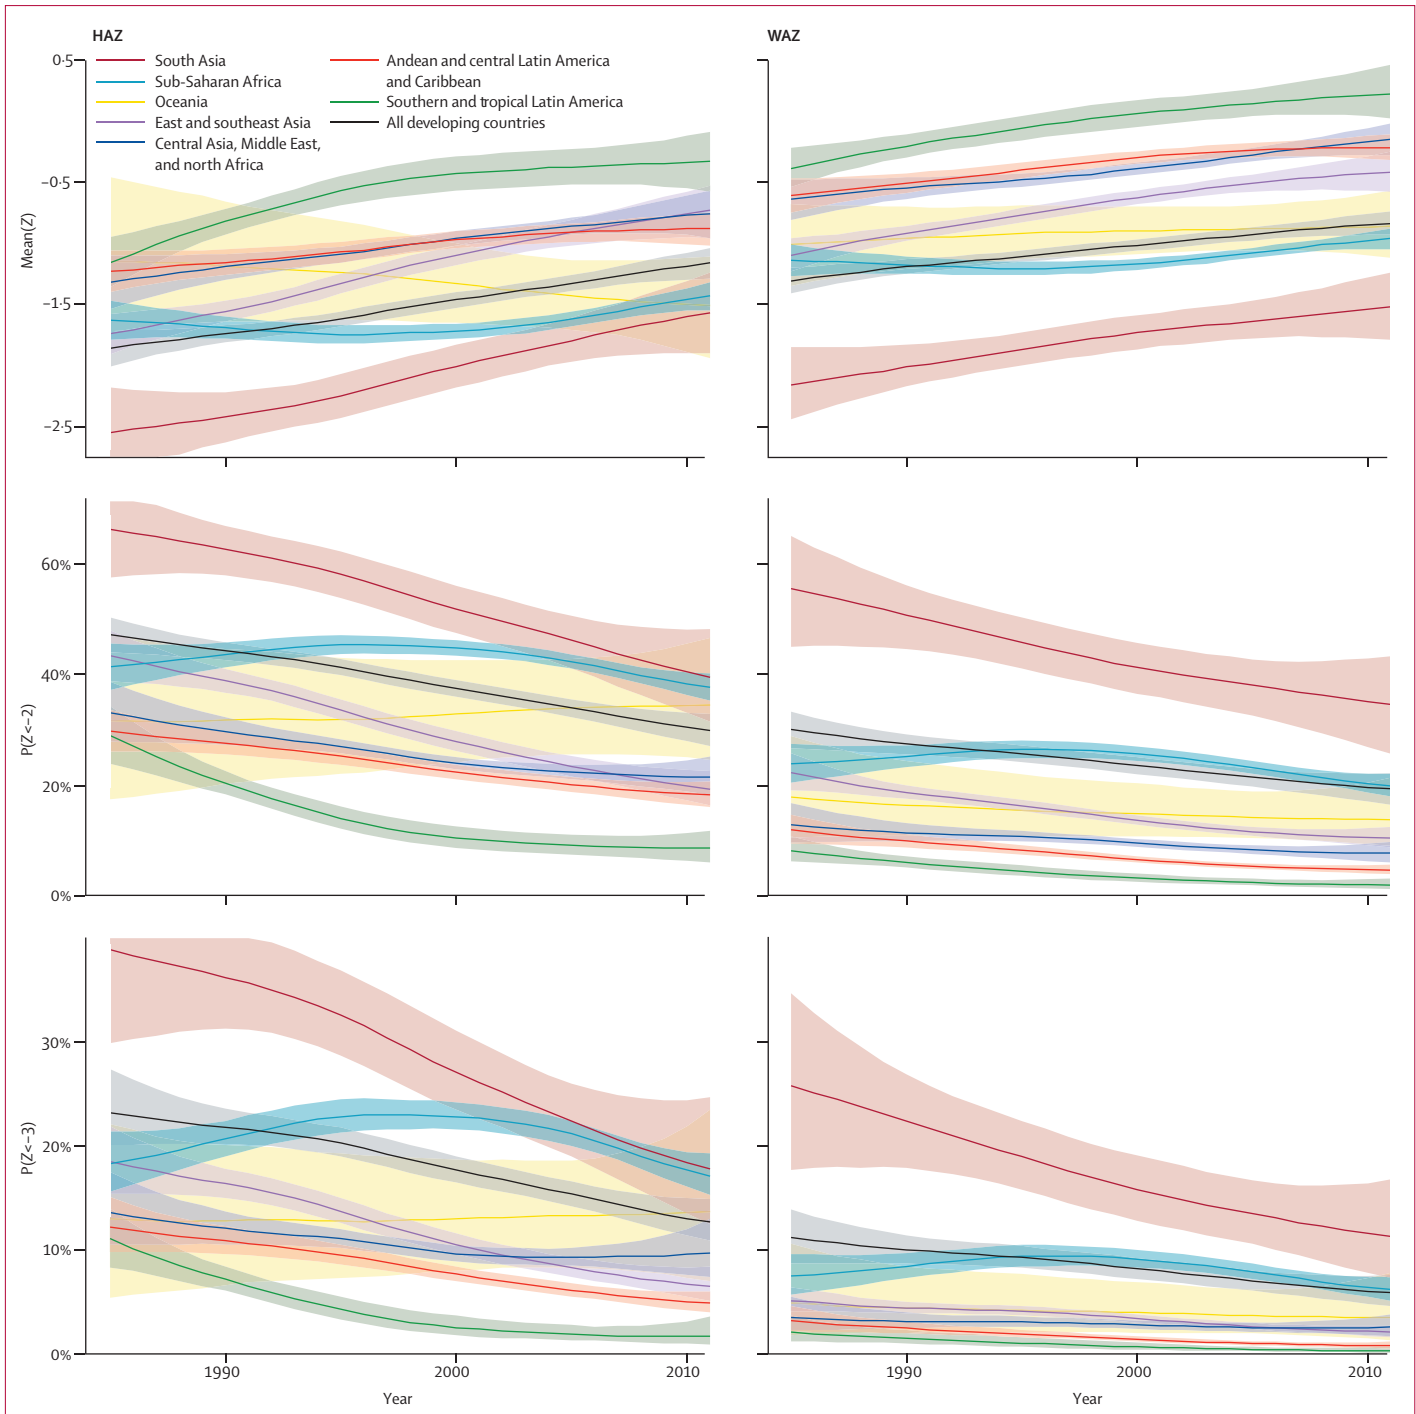 HAZ
WAZ
South Asia
Sub-Saharan Africa
Oceania
East and southeast Asia
Central Asia, Middle East,
and north Africa
Andean and central Latin America
and Caribbean
Southern and tropical Latin America
All developing countries
0·5
–0·5
–1·5
–2·5
Mean(Z)
60%
40%
20%
0%
P(Z<–2)
30%
20%
10%
0%
P(Z<–3)
1990
2000
2010
Year
1990
2000
2010
Year